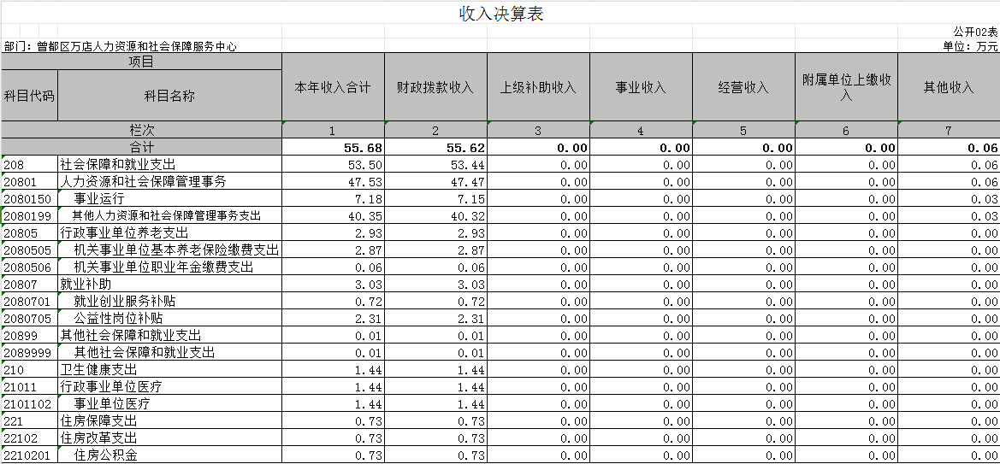 收入决算表
公开02表
部门：曾都区万店人力资源和社会保障服务中心 单位：万元
项目 本年收入合计 财政拨款收入 上级补助收入 事业收入 经营收入 附属单位上缴收入 其他收入
科目代码 科目名称
栏次 1 2 3 4 5 6 7
合计 55.68 55.62 0.00 0.00 0.00 0.00 0.06
208 社会保障和就业支出 53.50 53.44 0.00 0.00 0.00 0.00 0.06
20801 人力资源和社会保障管理事务 47.53 47.47 0.00 0.00 0.00 0.00 0.06
2080150 事业运行 7.18 7.15 0.00 0.00 0.00 0.00 0.03
2080199 其他人力资源和社会保障管理事务支出 40.35 40.32 0.00 0.00 0.00 0.00 0.03
20805 行政事业单位养老支出 2.93 2.93 0.00 0.00 0.00 0.00 0.00
2080505 机关事业单位基本养老保险缴费支出 2.87 2.87 0.00 0.00 0.00 0.00 0.00
2080506 机关事业单位职业年金缴费支出 0.06 0.06 0.00 0.00 0.00 0.00 0.00
20807 就业补助 3.03 3.03 0.00 0.00 0.00 0.00 0.00
2080701 就业创业服务补贴 0.72 0.72 0.00 0.00 0.00 0.00 0.00
2080705 公益性岗位补贴 2.31 2.31 0.00 0.00 0.00 0.00 0.00
20899 其他社会保障和就业支出 0.01 0.01 0.00 0.00 0.00 0.00 0.00
2089999 其他社会保障和就业支出 0.01 0.01 0.00 0.00 0.00 0.00 0.00
210 卫生健康支出 1.44 1.44 0.00 0.00 0.00 0.00 0.00
21011 行政事业单位医疗 1.44 1.44 0.00 0.00 0.00 0.00 0.00
2101102 事业单位医疗 1.44 1.44 0.00 0.00 0.00 0.00 0.00
221 住房保障支出 0.73 0.73 0.00 0.00 0.00 0.00 0.00
22102 住房改革支出 0.73 0.73 0.00 0.00 0.00 0.00 0.00
2210201 住房公积金 0.73 0.73 0.00 0.00 0.00 0.00 0.00